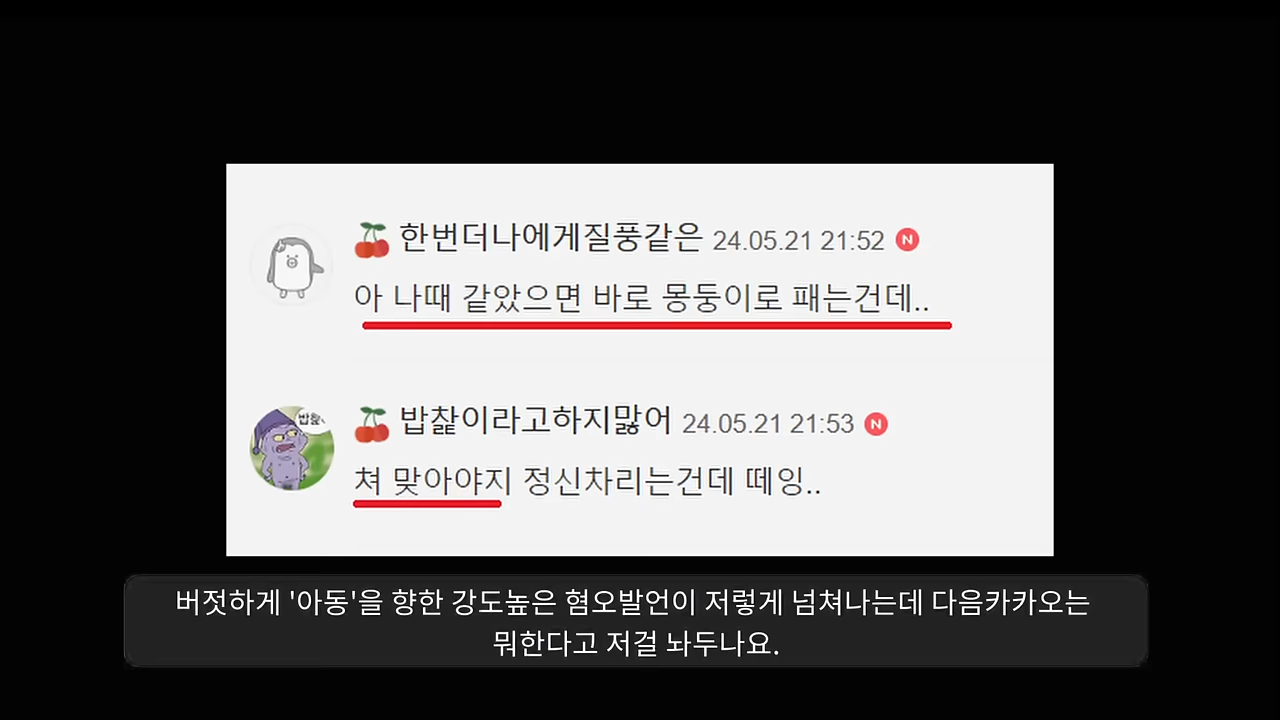 한번더나에게질풍같은 24.05.21 21:52 N
아 나때 같았으면 바로 몽둥이로 패는건데..
밥찵이라고하지많어 24.05.21 21:53 N
쳐 맞아야지 정신차리는건데 떼잉..
버젓하게 '아동'을 향한 강도높은 혐오발언이 저렇게 넘쳐나는데 다음카카오는
뭐한다고 저걸 놔두나요.